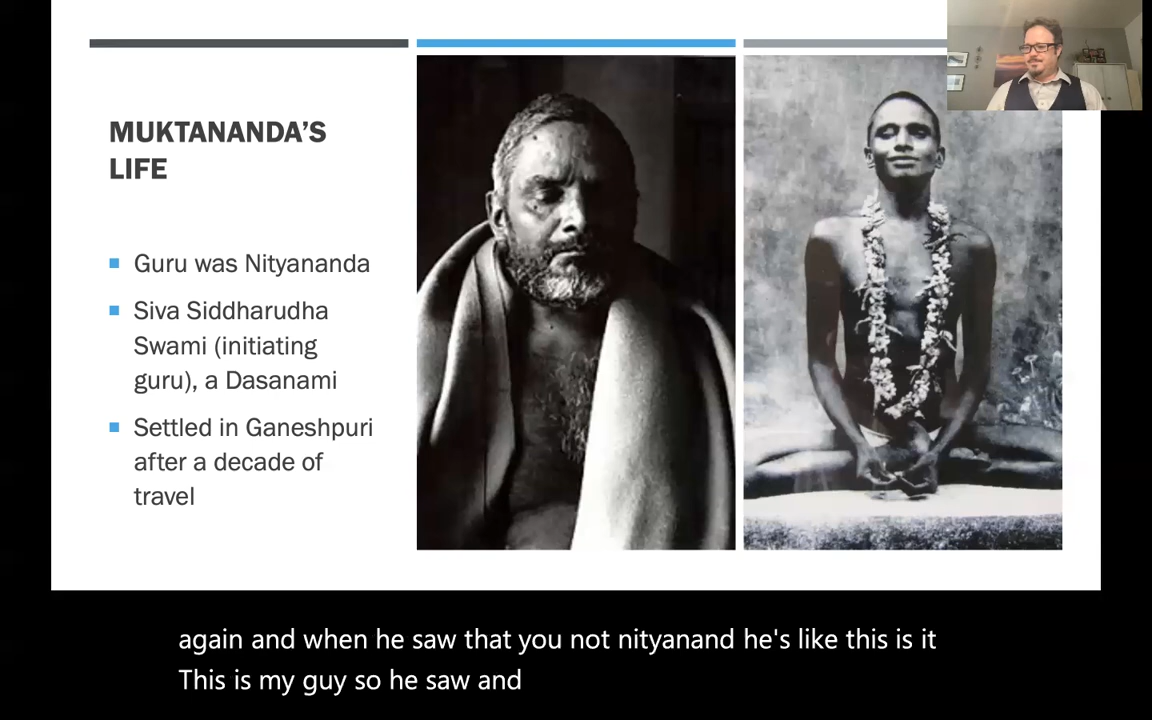 MUKTANANDA’S
LIFE
Guru was Nityananda
Siva Siddharudha
Swami (initiating
guru), a Dasanami
Settled in Ganeshpuri
after a decade of
travel
again and when he saw that you not nityanand he's like this is it
This is my guy so he saw and